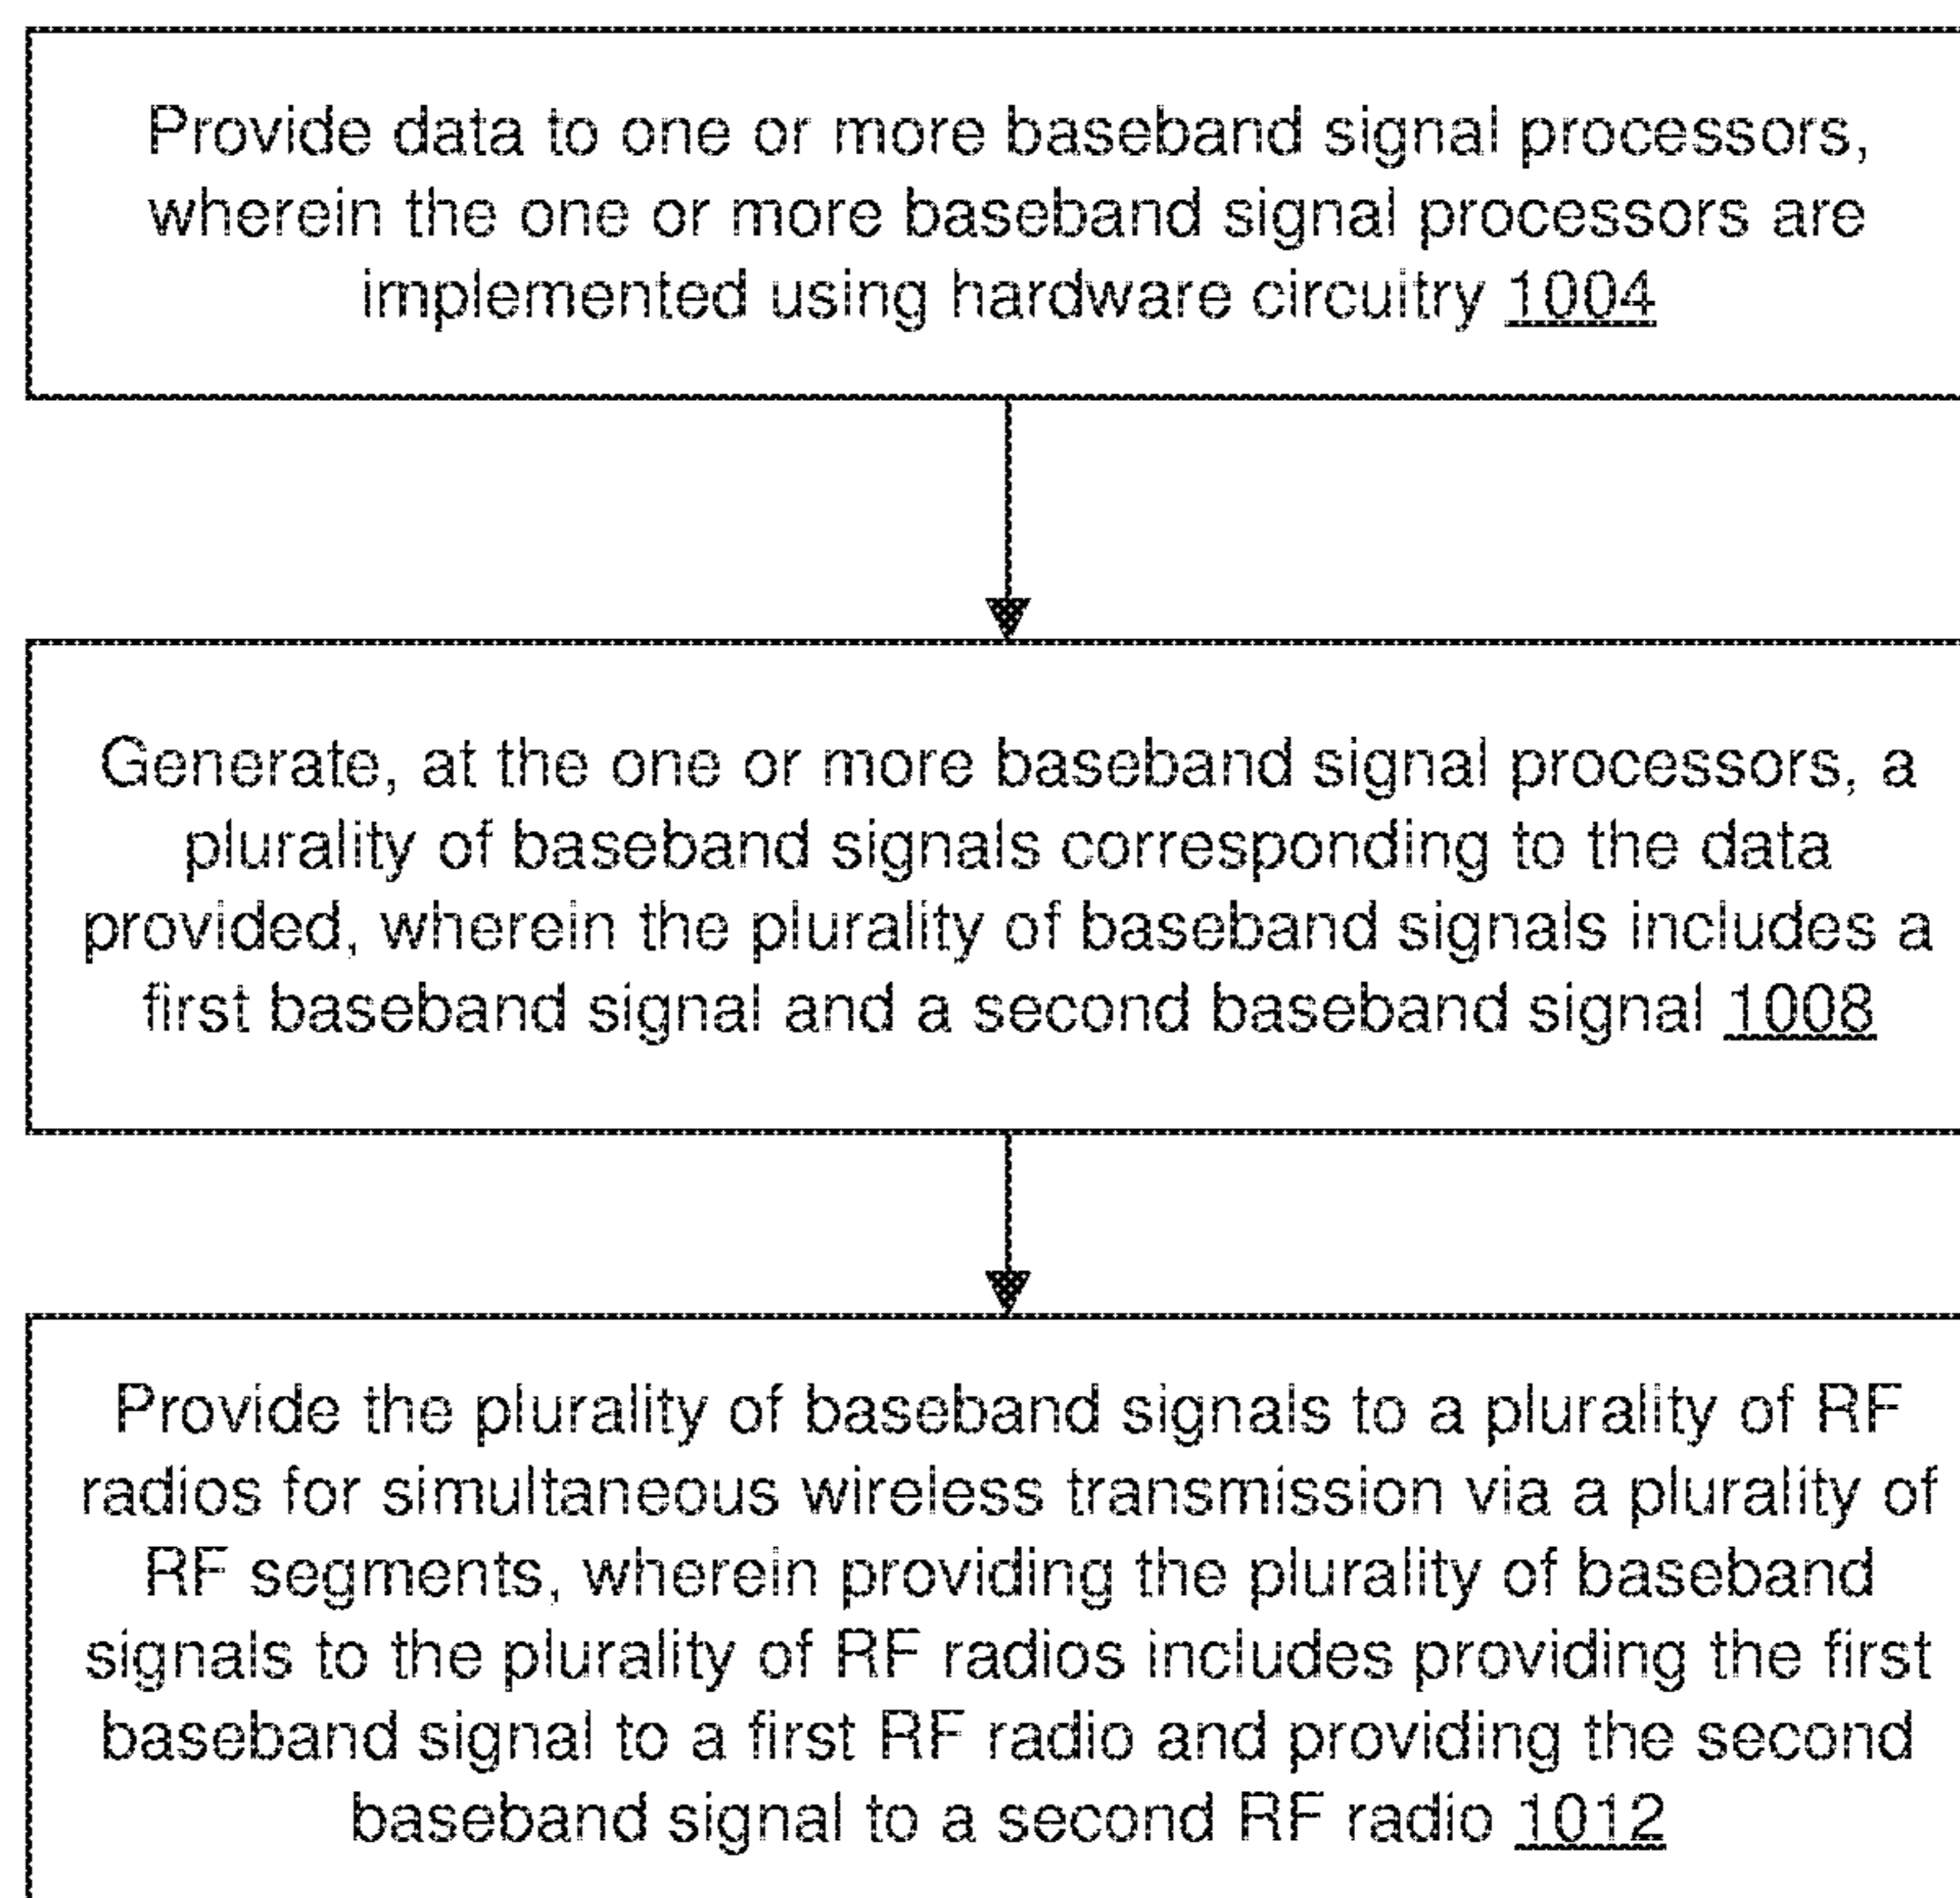 Provide data to one or more baseband signal processors,
wherein the one or more baseband signal processors are
implemented using hardware circuitry 1004
Generate, at the one or more baseband signal processors, a
plurality of baseband signals corresponding to the data
provided, wherein the plurality of baseband signals includes a
first baseband signal and a second baseband signal 1008
Provide the plurality of baseband signals to a plurality of RF
radios for simultaneous wireless transmission via a plurality of
RF segments, wherein providing the plurality of baseband
signals to the plurality of RF radios includes providing the first
baseband signal to a first RF radio and providing the second
baseband signal to a second RF radio 1012